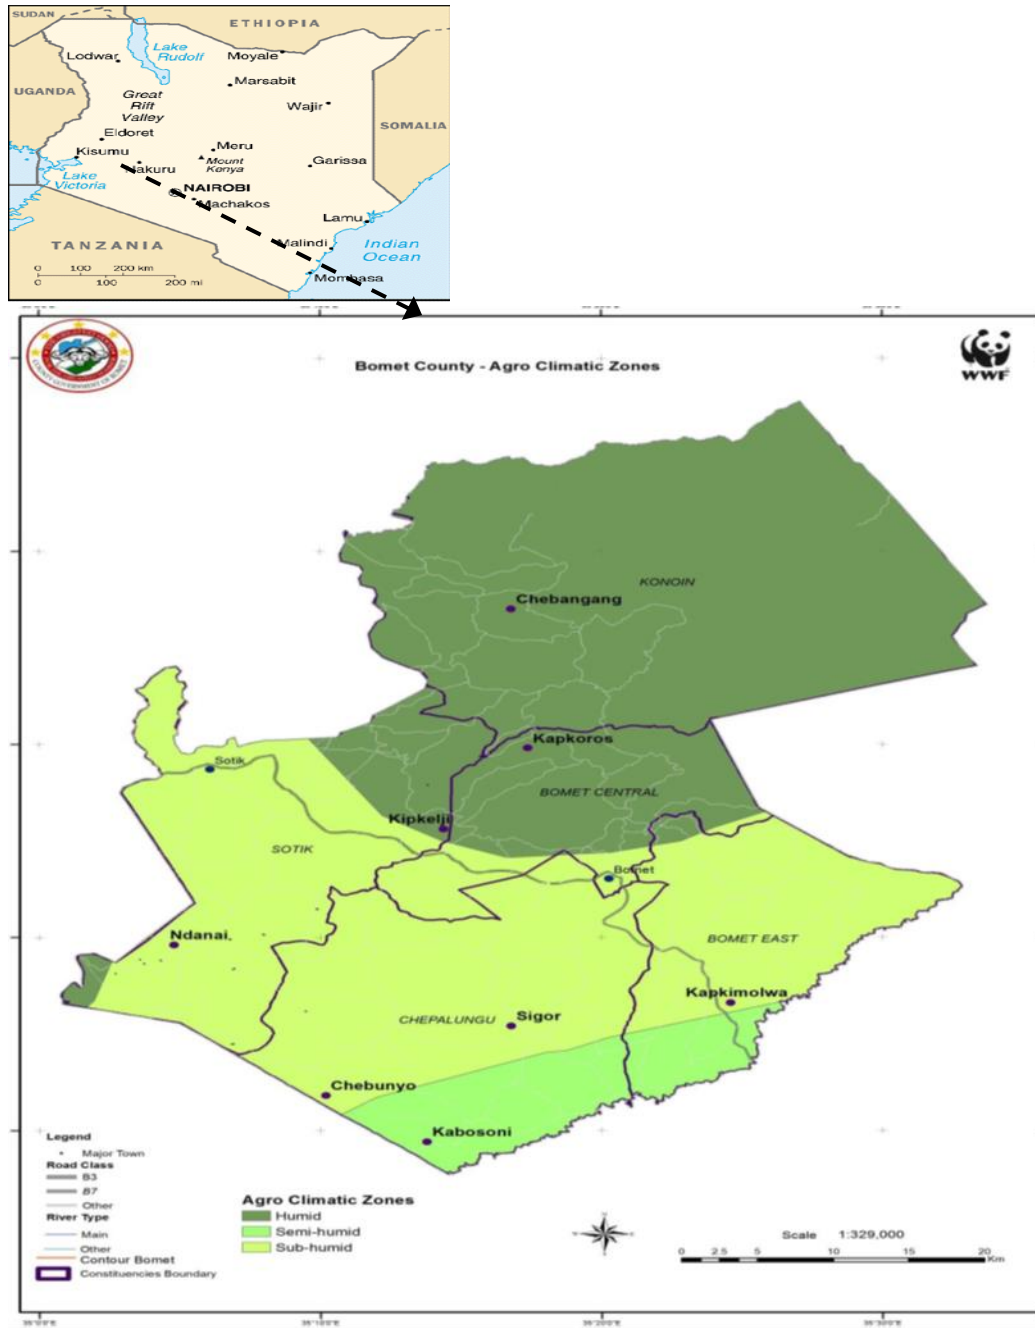 SUDAN
ETHIOPIA
Lake
Rudolf
Lodwar
Moyale
Marsabit
UGANDA
Great
Rift
Valley
Wajir
SOMALIA
Eldoret
Kisumu
Meru
Mount
Kenya
Garissa
Nakuru
Lake
Victoria
NAIROBI
Machakos
Lamu
TANZANIA
Malindi
Indian
Ocean
0 100 200 km
0 100 200 mi
Mombasa
Bomet County - Agro Climatic Zones
COUNTY GOVERNMENT OF BOMET
WWF
KONOIN
Chebangang
Kapkoros
Sotik
BOMET CENTRAL
Kipkelji
SOTIK
Bomet
Ndanai
BOMET EAST
Kapkimolwa
CHEPALUNGU
Sigor
Chebunyo
Kabosoni
Legend
Major Town
Road Class
B3
B7
Other
River Type
Main
Other
Contour Bomet
Constituencies Boundary
Agro Climatic Zones
Humid
Semi-humid
Sub-humid
Scale 1:329,000
0 2.5 5 10 15 20
Km